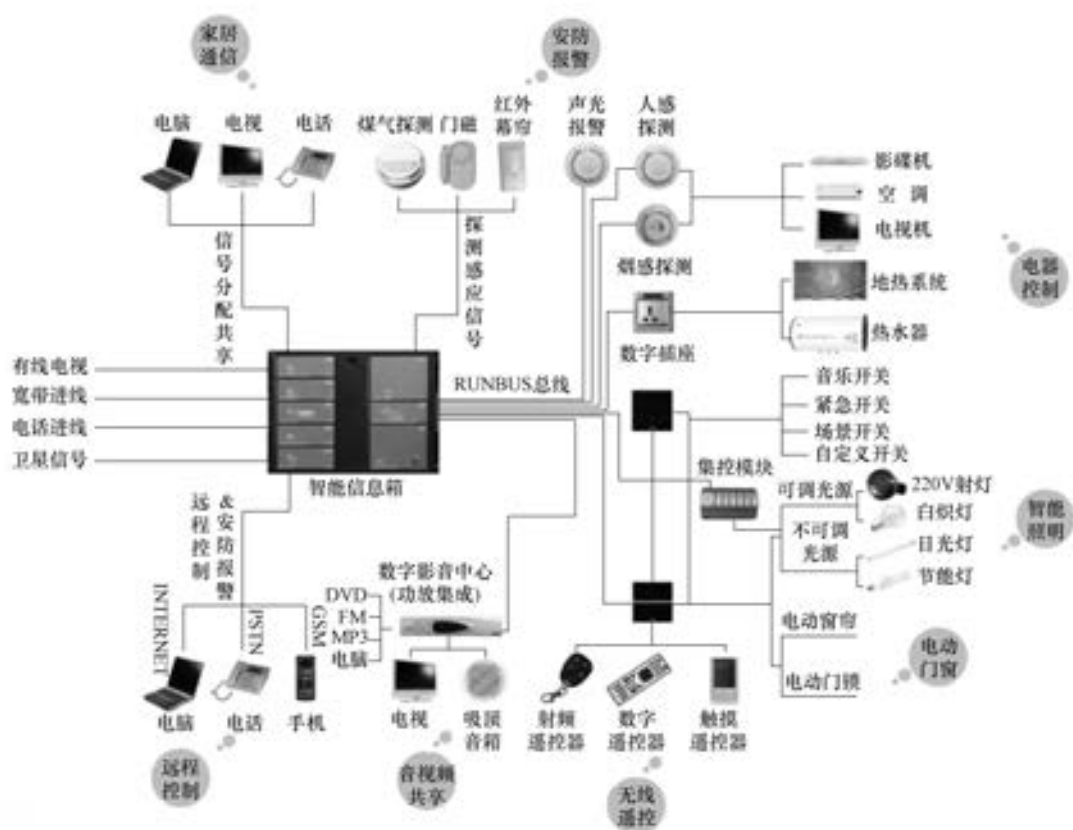 家居
通信
安防
报警
电脑
电视
电话
煤气探测
门磁
红外
幕帘
声光
报警
人感
探测
影碟机
空调
电视机
信号分配共享
探测感应信号
烟感探测
电器
控制
地热系统
热水器
数字插座
有线电视
宽带进线
电话进线
卫星信号
RUNBUS总线
音乐开关
紧急开关
场景开关
自定义开关
智能信息箱
集控模块
可调光源
不可调
光源
220V射灯
白炽灯
日光灯
节能灯
智能
照明
远程控制
&安防报警
INTERNET
PSTN
GSM
数字影音中心
(功放集成)
DVD
FM
MP3
电脑
电动窗帘
电动门锁
电动
门窗
电脑
电话
手机
电视
吸顶
音箱
射频
遥控器
数字
遥控器
触摸
遥控器
远程
控制
音视频
共享
无线
遥控